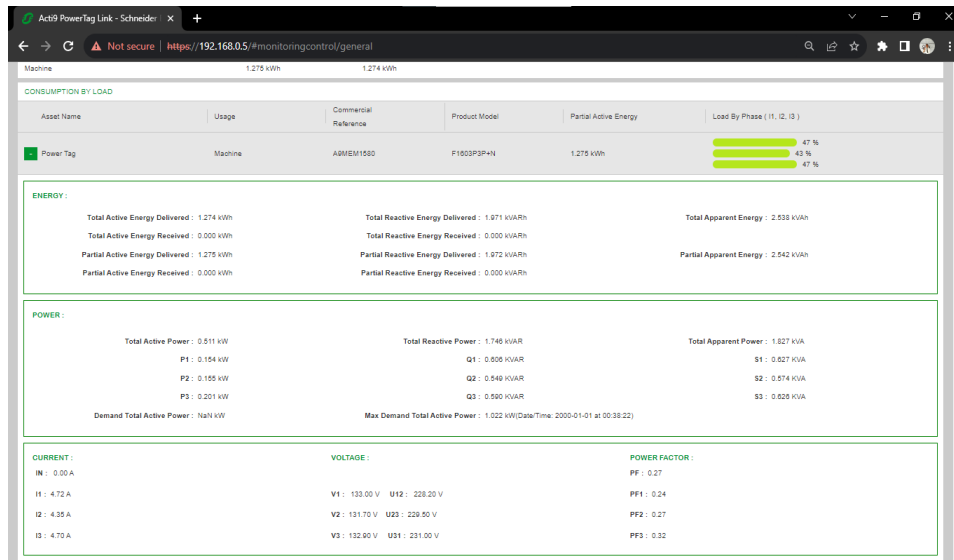 Acti9 PowerTag Link - Schneider
Not secure | https://192.168.0.5/#monitoringcontrol/general
Machine 1.275 kWh 1.274 kWh
CONSUMPTION BY LOAD
Asset Name Usage Commercial Reference Product Model Partial Active Energy Load By Phase ( I1, I2, I3 )
- Power Tag Machine A9MEM1580 F1603P3P+N 1.275 kWh 47 %
43 %
47 %
ENERGY :
Total Active Energy Delivered : 1.274 kWh Total Reactive Energy Delivered : 1.971 kVARh Total Apparent Energy : 2.538 kVAh
Total Active Energy Received : 0.000 kWh Total Reactive Energy Received : 0.000 kVARh
Partial Active Energy Delivered : 1.275 kWh Partial Reactive Energy Delivered : 1.972 kVARh Partial Apparent Energy : 2.542 kVAh
Partial Active Energy Received : 0.000 kWh Partial Reactive Energy Received : 0.000 kVARh
POWER :
Total Active Power : 0.511 kW Total Reactive Power : 1.746 kVAR Total Apparent Power : 1.827 kVA
P1 : 0.154 kW Q1 : 0.606 KVAR S1 : 0.627 KVA
P2 : 0.155 kW Q2 : 0.549 KVAR S2 : 0.574 KVA
P3 : 0.201 kW Q3 : 0.590 KVAR S3 : 0.626 KVA
Demand Total Active Power : NaN kW Max Demand Total Active Power : 1.022 kW(Date/Time: 2000-01-01 at 00:38:22)
CURRENT : VOLTAGE : POWER FACTOR :
IN : 0.00 A PF : 0.27
I1 : 4.72 A V1 : 133.00 V U12 : 228.20 V PF1 : 0.24
I2 : 4.35 A V2 : 131.70 V U23 : 229.50 V PF2 : 0.27
I3 : 4.70 A V3 : 132.90 V U31 : 231.00 V PF3 : 0.32